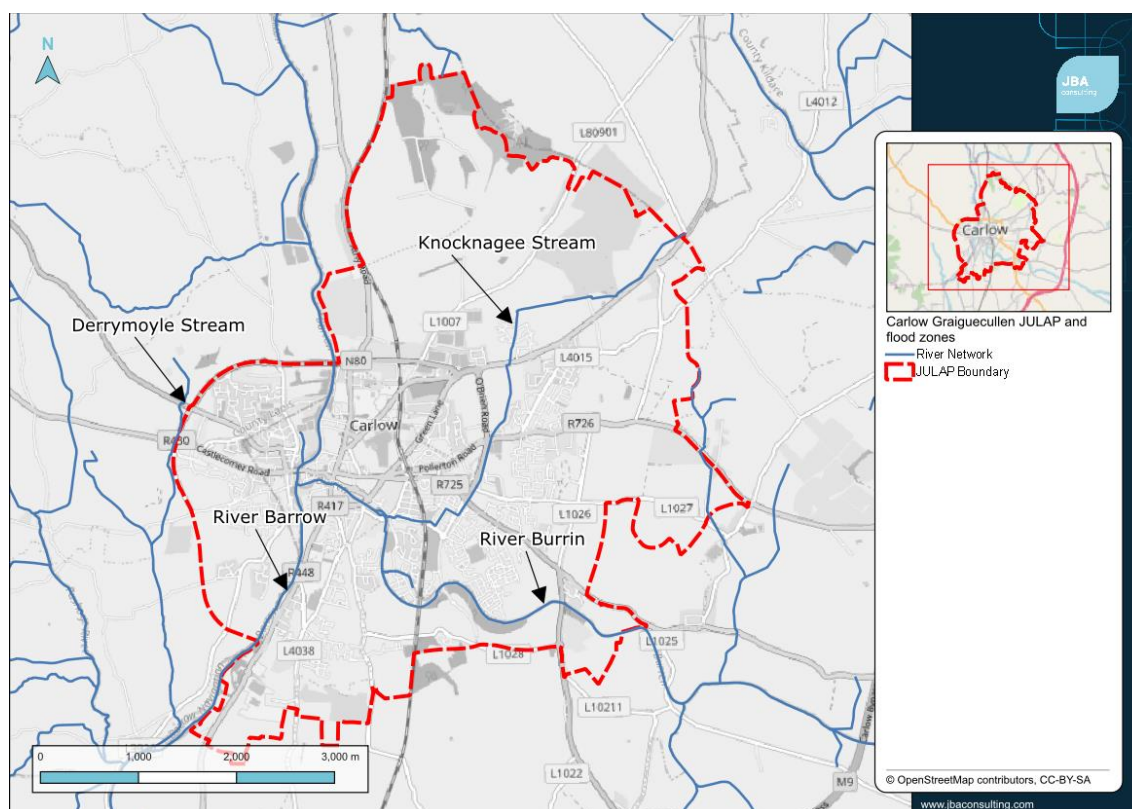 N
County Kildare
L4012
L80901
Knocknagee Stream
Derrymoyle Stream
L1007
N80
L4015
O'Brien Road
Green Lane
Carlow
R430
Castlecomer Road
R726
Pollerton Road
R725
R417
L1026
L1027
River Barrow
River Burrin
R448
L4038
L1028
L1025
L10211
L1022
M9
0 1,000 2,000 3,000 m
JBA
consulting
Carlow
Carlow Graiguecullen JULAP and
flood zones
River Network
JULAP Boundary
© OpenStreetMap contributors, CC-BY-SA
www.jbaconsulting.com